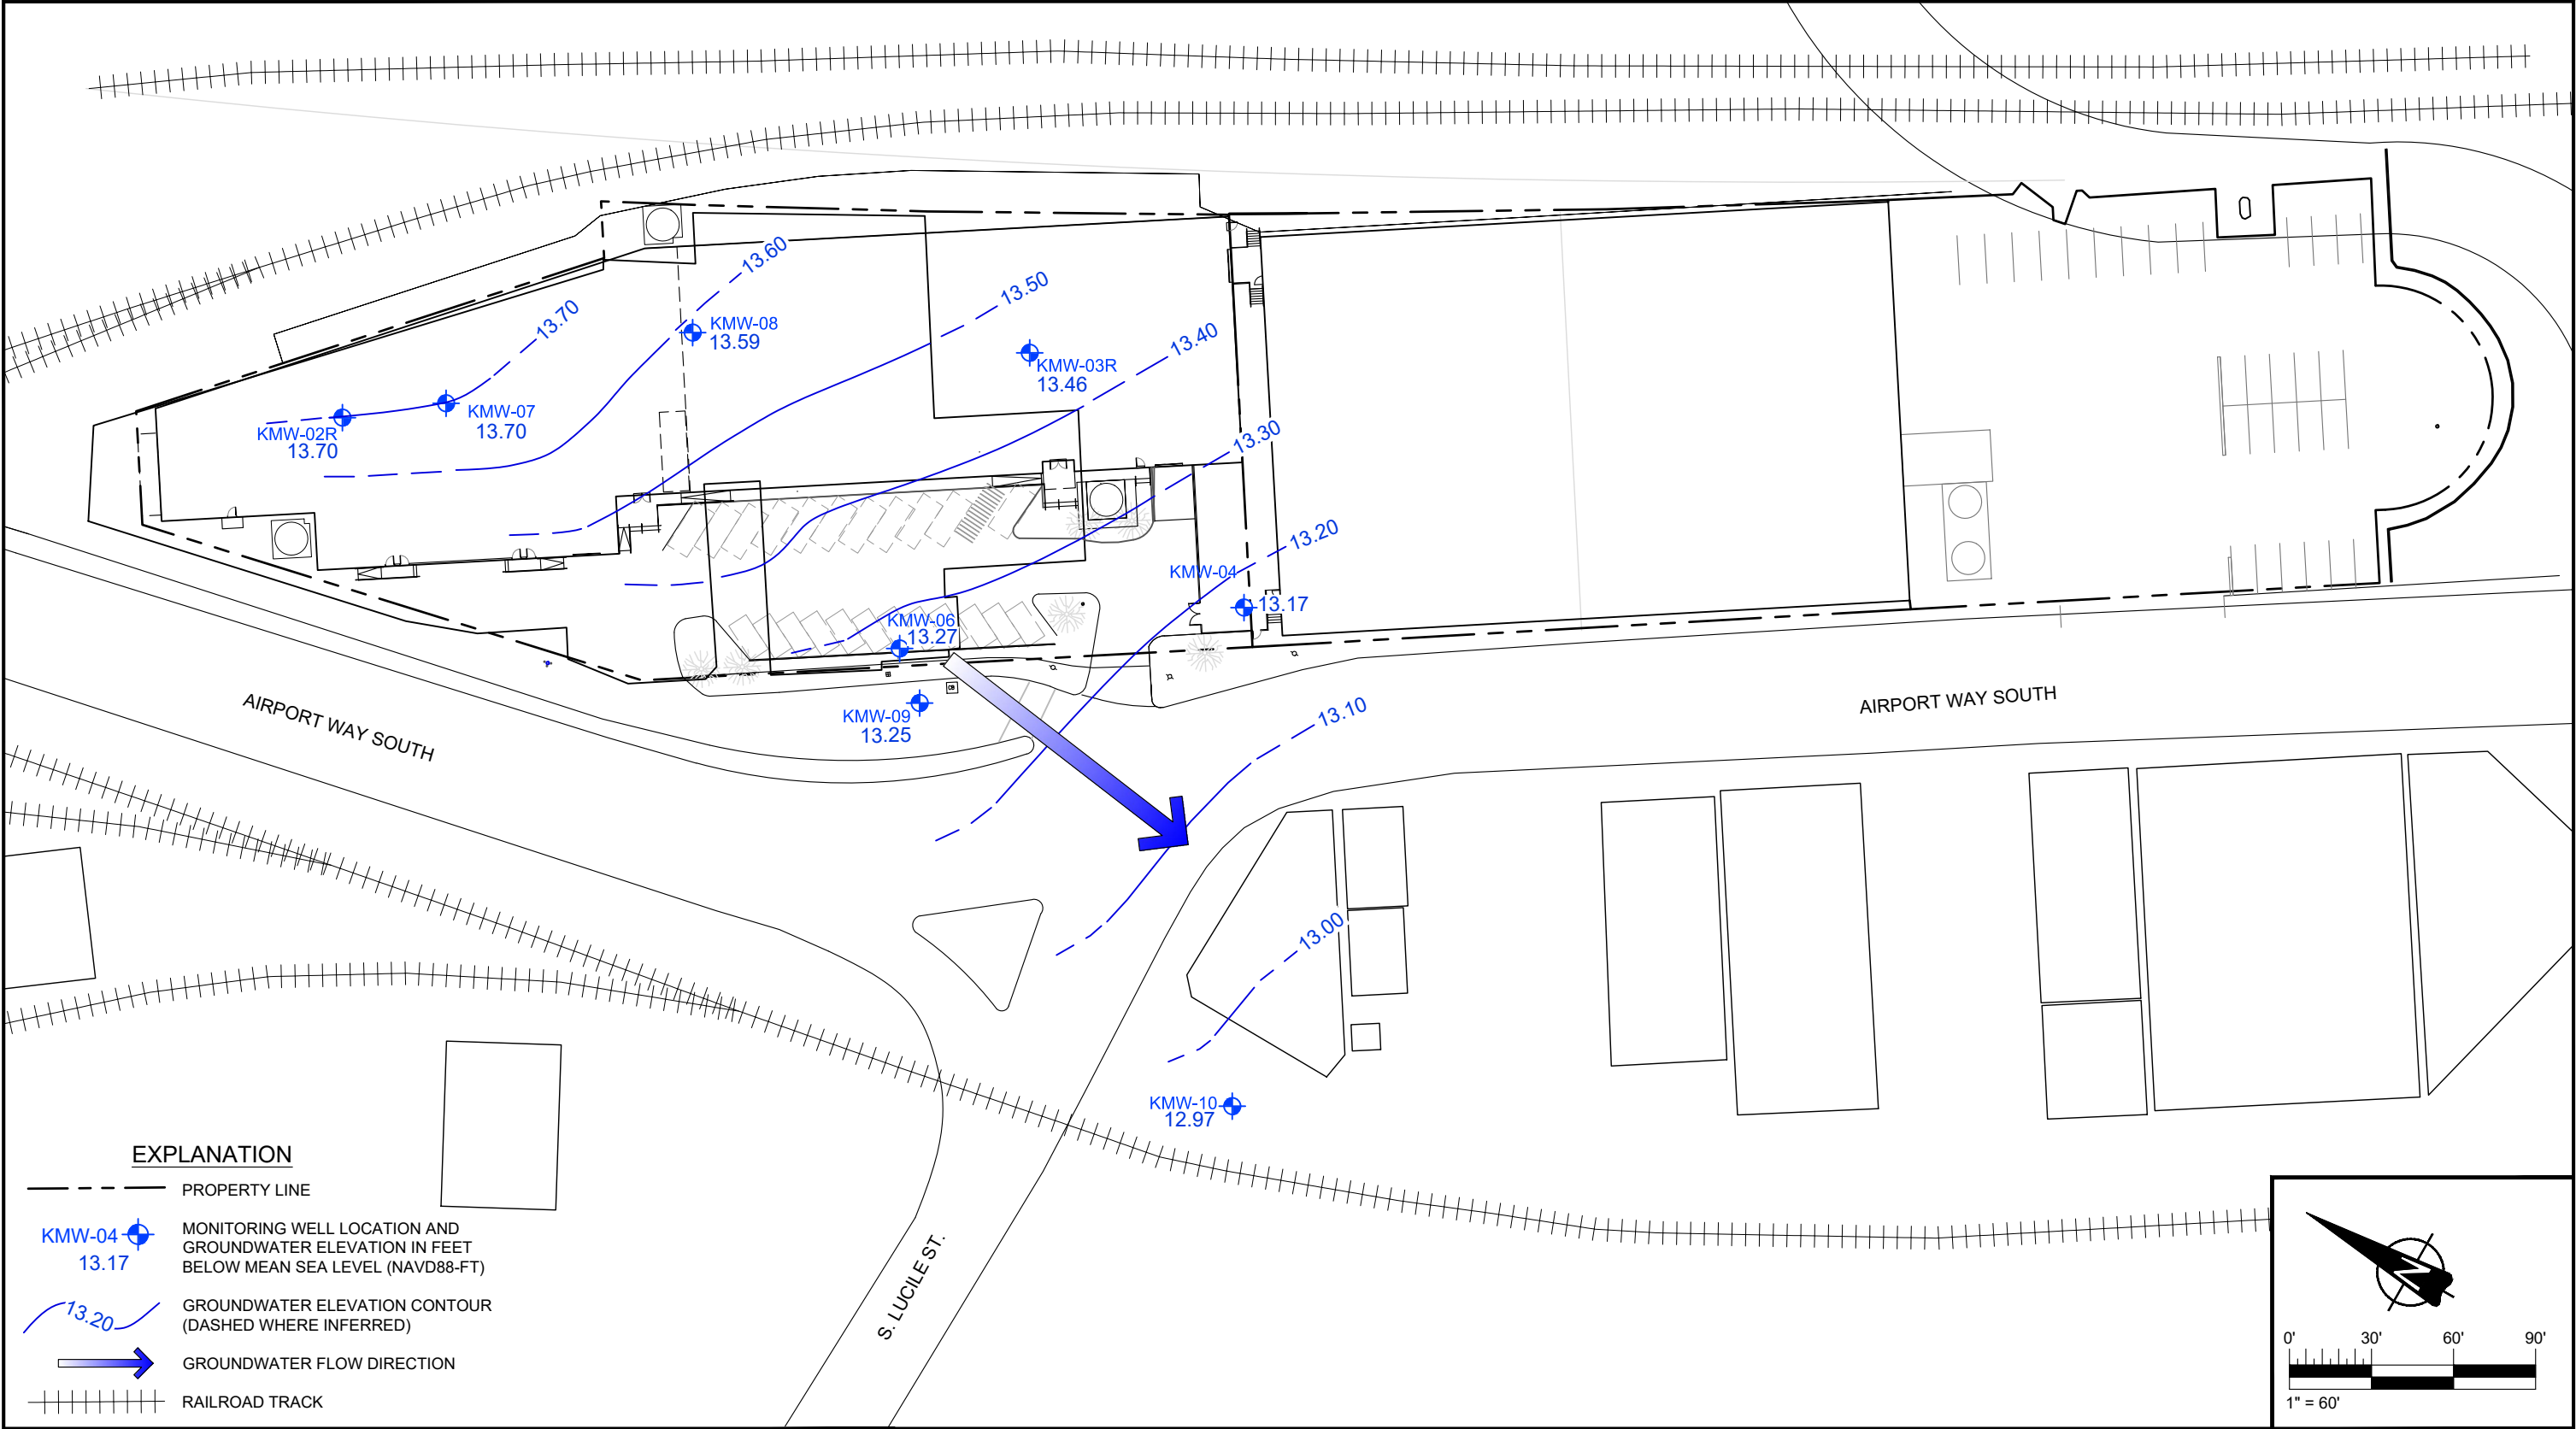 13.60
13.50
13.70
KMW-08
13.59
13.40
KMW-03R
13.46
KMW-07
13.70
KMW-02R
13.70
13.30
13.20
KMW-04
13.17
KMW-06
13.27
KMW-09
13.25
13.10
AIRPORT WAY SOUTH
AIRPORT WAY SOUTH
13.00
KMW-10
12.97
S. LUCILE ST.
EXPLANATION
PROPERTY LINE
KMW-04
13.17
MONITORING WELL LOCATION AND
GROUNDWATER ELEVATION IN FEET
BELOW MEAN SEA LEVEL (NAVD88-FT)
13.20
GROUNDWATER ELEVATION CONTOUR
(DASHED WHERE INFERRED)
GROUNDWATER FLOW DIRECTION
RAILROAD TRACK
N
0' 30' 60' 90'
1" = 60'